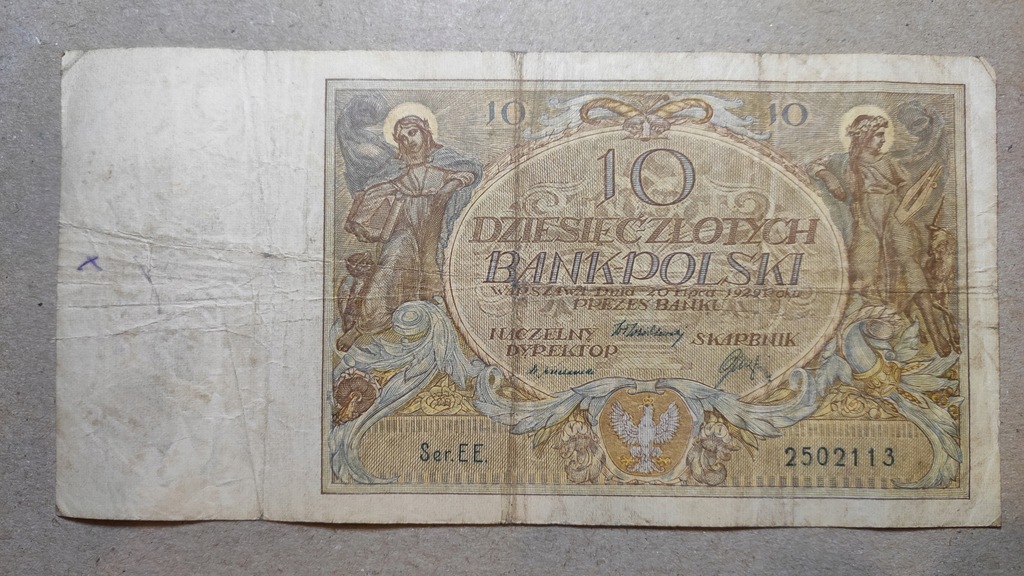 10 10
10
DZIESIĘĆ ZŁOTYCH
BANK POLSKI
WARSZAWA DNIA 20 lipca 1929 roku
PREZES BANKU
NACZELNY
DYREKTOR
SKARBNIK
Ser. EE. 2502113